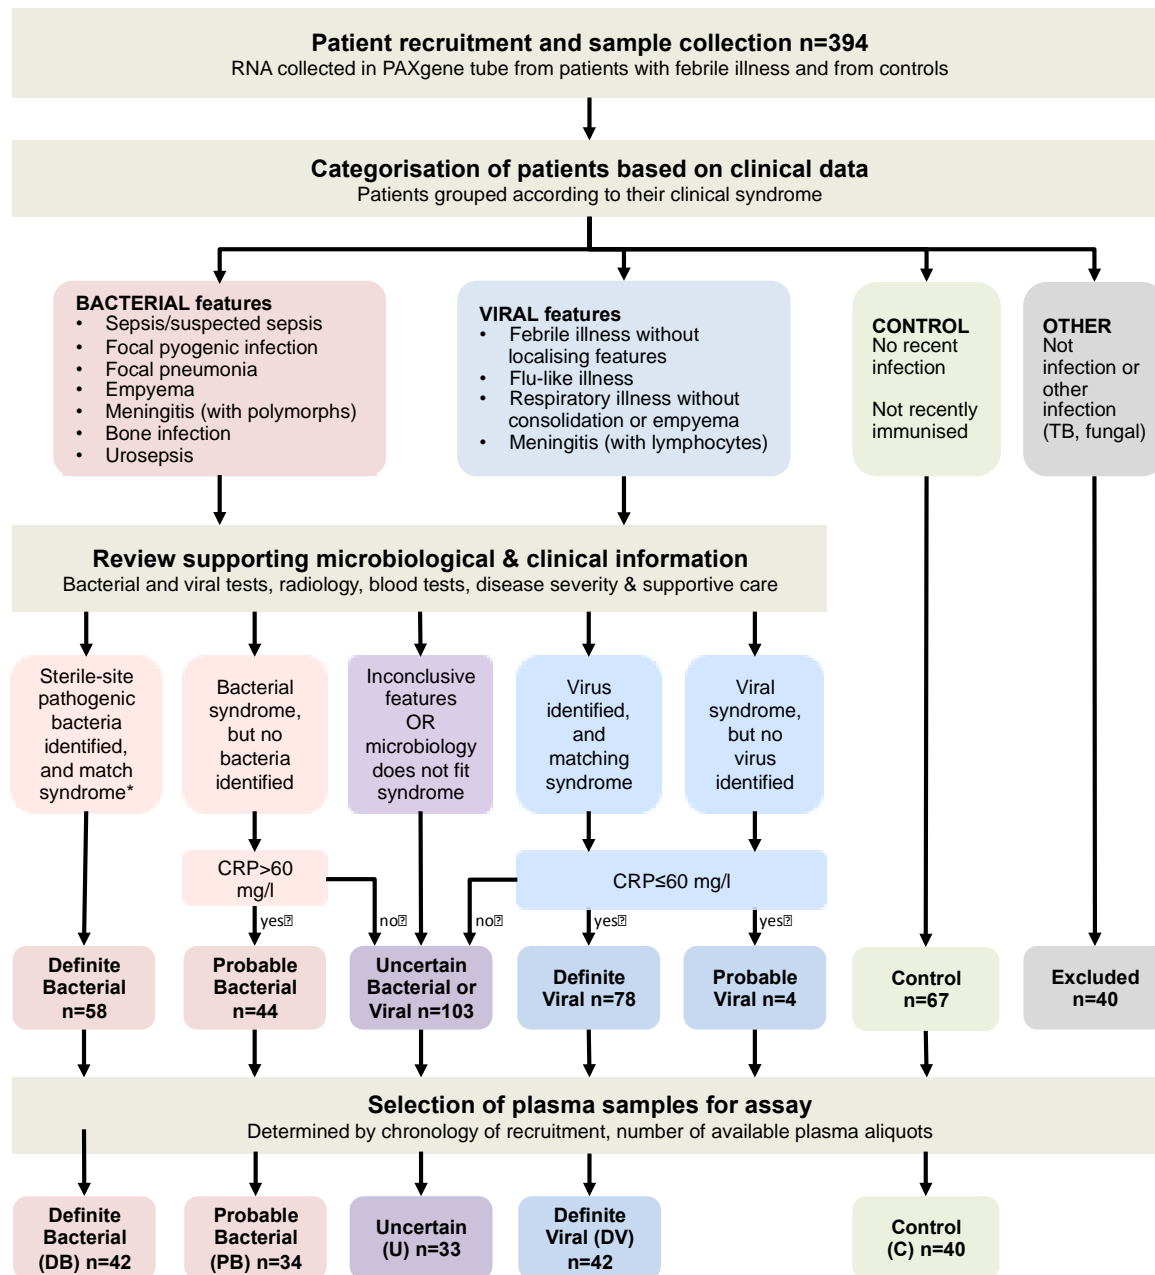 Patient recruitment and sample collection n=394
RNA collected in PAXgene tube from patients with febrile illness and from controls
Categorisation of patients based on clinical data
Patients grouped according to their clinical syndrome
BACTERIAL features
• Sepsis/suspected sepsis
• Focal pyogenic infection
• Focal pneumonia
• Empyema
• Meningitis (with polymorphs)
• Bone infection
• Urosepsis
VIRAL features
• Febrile illness without
localising features
• Flu-like illness
• Respiratory illness without
consolidation or empyema
• Meningitis (with lymphocytes)
CONTROL
No recent
infection
Not recently
immunised
OTHER
Not
infection or
other
infection
(TB, fungal)
Review supporting microbiological & clinical information
Bacterial and viral tests, radiology, blood tests, disease severity & supportive care
Sterile-site
pathogenic
bacteria
identified,
and match
syndrome*
Bacterial
syndrome,
but no
bacteria
identified
Inconclusive
features
OR
microbiology
does not fit
syndrome
Virus
identified,
and
matching
syndrome
Viral
syndrome,
but no
virus
identified
CRP>60
mg/l
CRP≤60 mg/l
yes
no
no
yes
yes
Definite
Bacterial
n=58
Probable
Bacterial
n=44
Uncertain
Bacterial or
Viral n=103
Definite
Viral n=78
Probable
Viral n=4
Control
n=67
Excluded
n=40
Selection of plasma samples for assay
Determined by chronology of recruitment, number of available plasma aliquots
Definite
Bacterial
(DB) n=42
Probable
Bacterial
(PB) n=34
Uncertain
(U) n=33
Definite
Viral (DV)
n=42
Control
(C) n=40